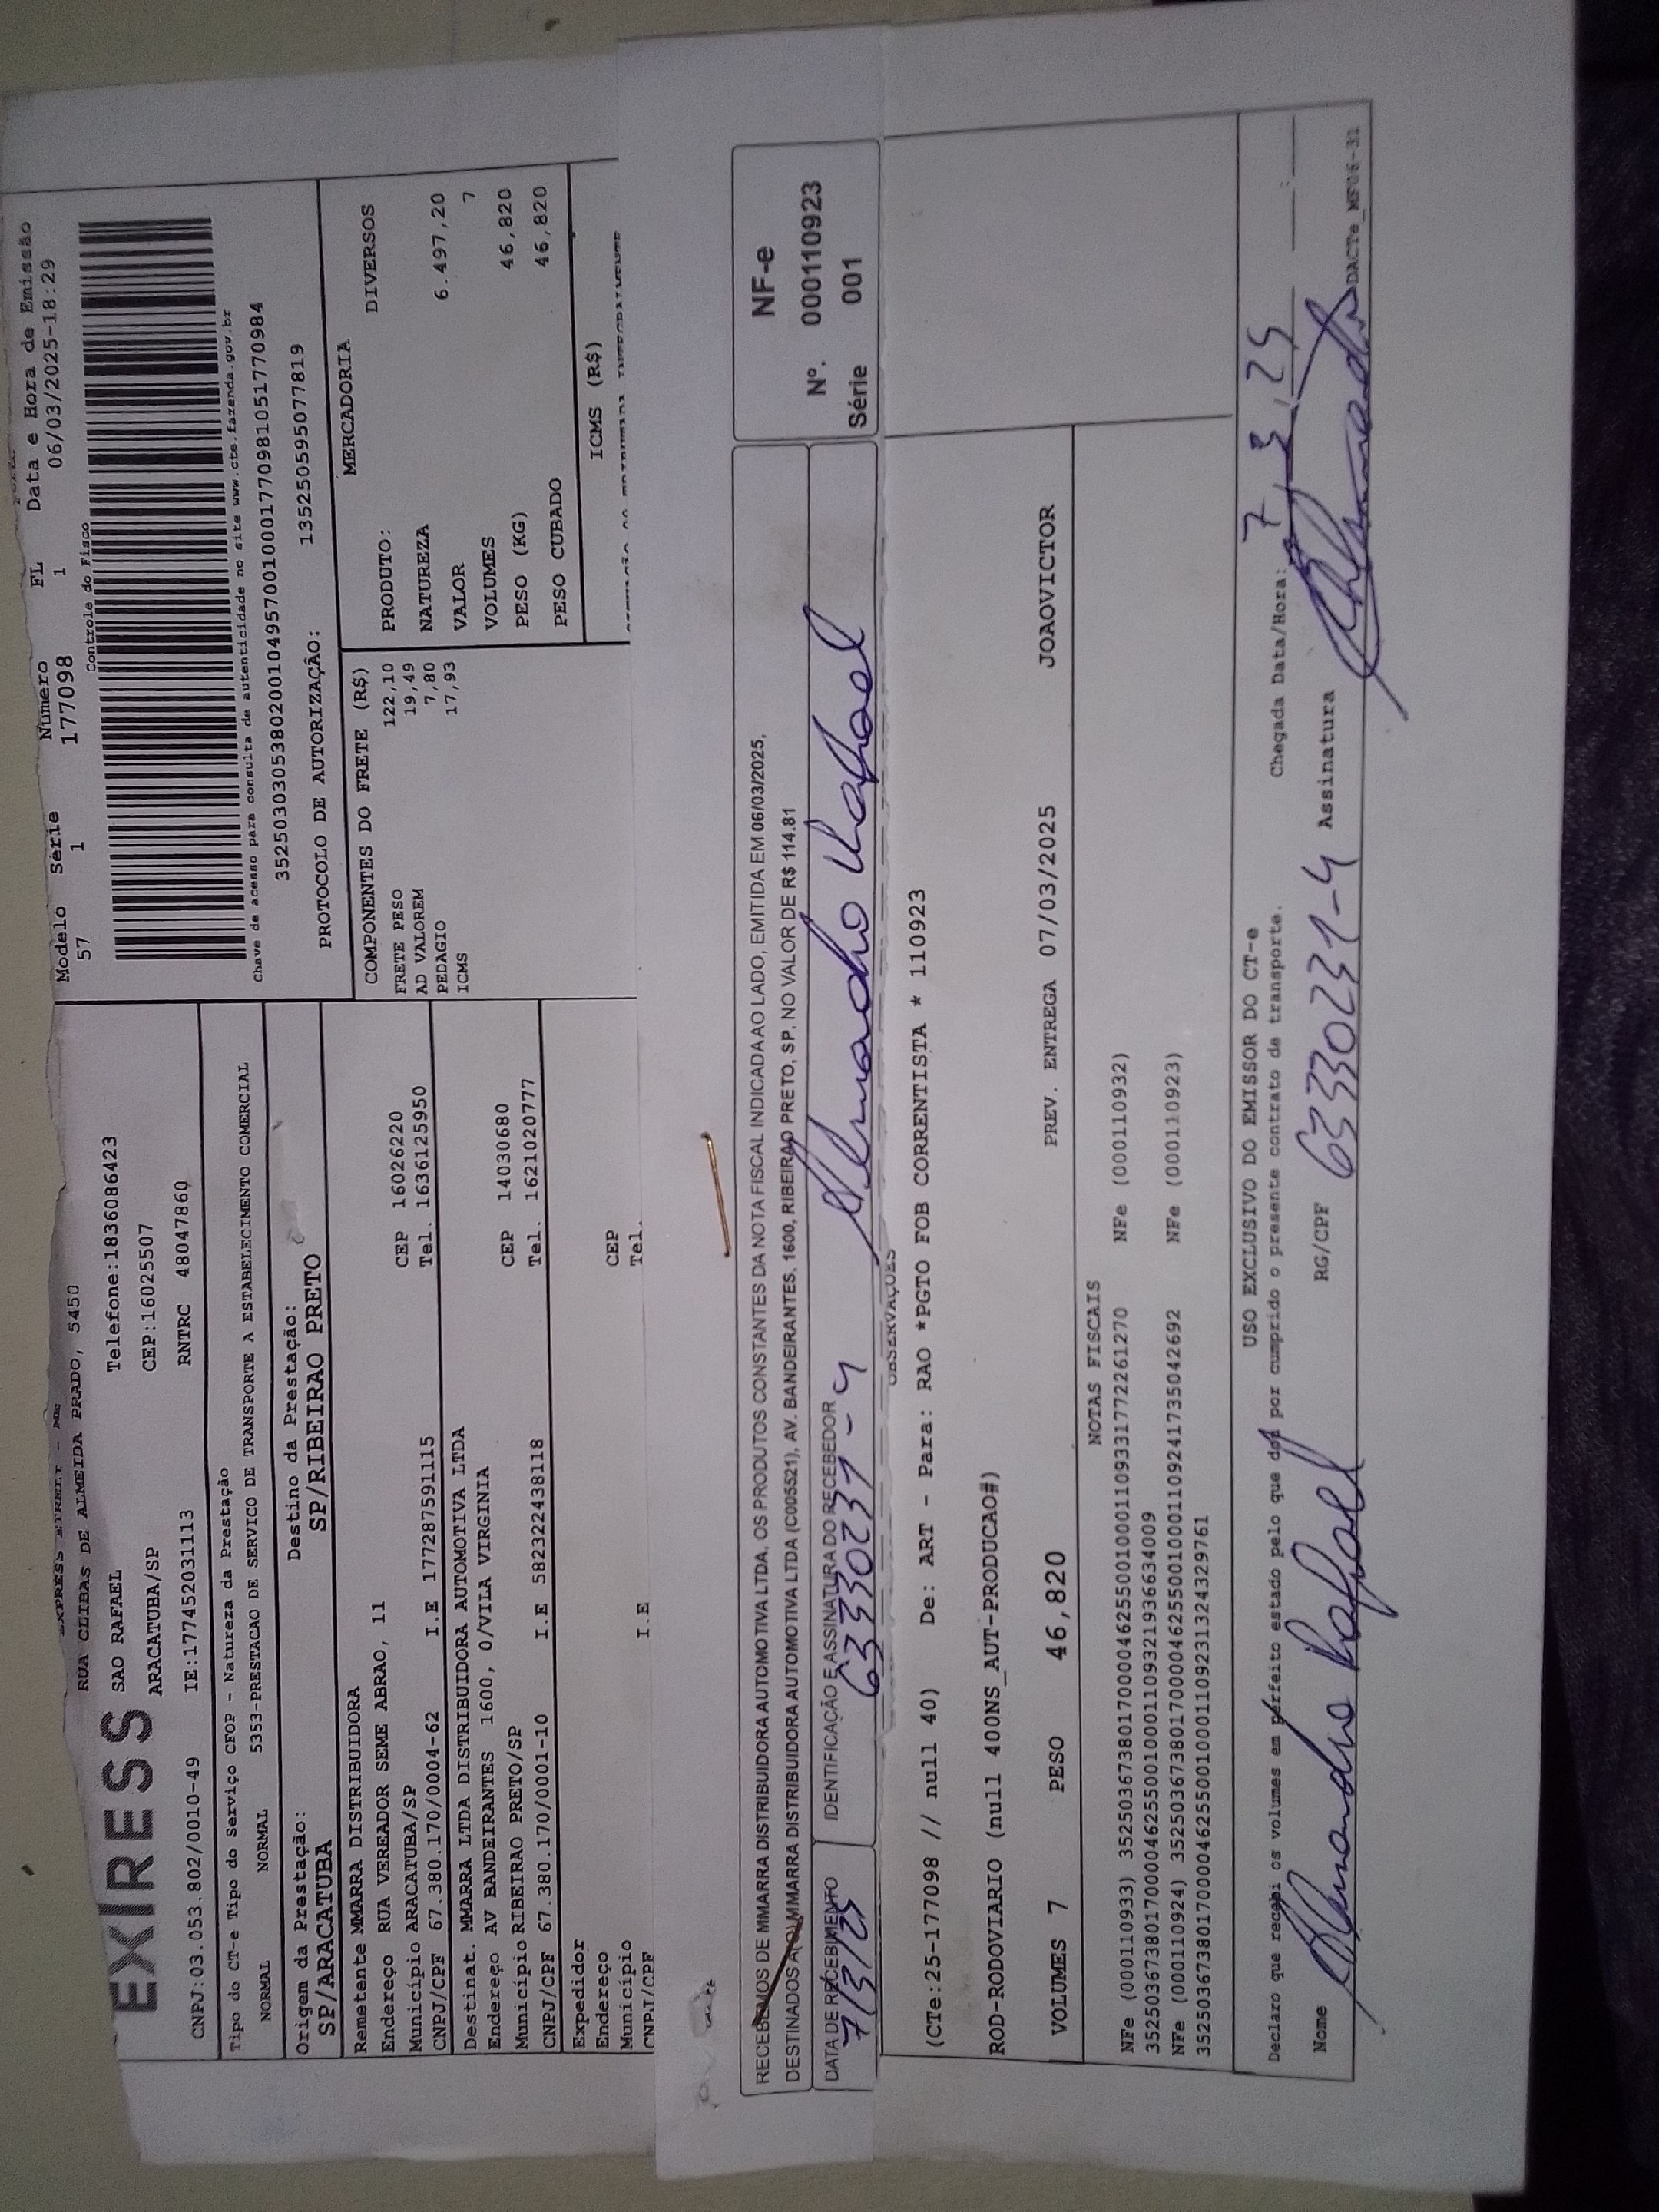 EXPRESS EIRELI - ME
RUA CLIBAS DE ALMEIDA PRADO, 5450
EXPRESS
SAO RAFAEL Telefone:1836086423
ARACATUBA/SP CEP:16025507
CNPJ:03.053.802/0010-49 IE:177452031113 RNTRC 48047860
Modelo Série Número FL Data e Hora de Emissão
57 1 177098 1 06/03/2025-18:29
Controle do Fisco
Chave de acesso para consulta de autenticidade no site www.cte.fazenda.gov.br
35250303053802001049570010001770981051770984
PROTOCOLO DE AUTORIZAÇÃO: 135250595077819
Tipo do CT-e Tipo do Serviço CFOP - Natureza da Prestação
NORMAL NORMAL 5353-PRESTACAO DE SERVICO DE TRANSPORTE A ESTABELECIMENTO COMERCIAL
Origem da Prestação: Destino da Prestação:
SP/ARACATUBA SP/RIBEIRAO PRETO
Remetente MMARRA DISTRIBUIDORA
Endereço RUA VEREADOR SEME ABRAO, 11 CEP 16026220
Município ARACATUBA/SP Tel. 1636125950
CNPJ/CPF 67.380.170/0004-62 I.E 177287591115
Destinat. MMARRA LTDA DISTRIBUIDORA AUTOMOTIVA LTDA
Endereço AV BANDEIRANTES 1600, 0/VILA VIRGINIA CEP 14030680
Município RIBEIRAO PRETO/SP Tel. 1621020777
CNPJ/CPF 67.380.170/0001-10 I.E 582322438118
Expedidor
Endereço CEP
Município Tel.
CNPJ/CPF I.E
COMPONENTES DO FRETE (R$)
FRETE PESO 122,10
AD VALOREM 19,49
PEDAGIO 7,80
ICMS 17,93
MERCADORIA
PRODUTO: DIVERSOS
NATUREZA
VALOR 6.497,20
VOLUMES 7
PESO (KG) 46,820
PESO CUBADO 46,820
ICMS (R$)
RECEBEMOS DE MMARRA DISTRIBUIDORA AUTOMOTIVA LTDA, OS PRODUTOS CONSTANTES DA NOTA FISCAL INDICADA AO LADO, EMITIDA EM 06/03/2025,
DESTINADOS A(O) MMARRA DISTRIBUIDORA AUTOMOTIVA LTDA (C005521), AV. BANDEIRANTES, 1600, RIBEIRAO PRETO, SP, NO VALOR DE R$ 114.81
DATA DE RECEBIMENTO IDENTIFICAÇÃO E ASSINATURA DO RECEBEDOR
7/3/25 6330231-4
NF-e
Nº. 000110923
Série 001
OBSERVAÇÕES
(CTe:25-177098 // null 40) De: ART - Para: RAO *PGTO FOB CORRENTISTA * 110923
ROD-RODOVIARIO (null 400NS_AUT-PRODUCAO#)
VOLUMES 7 PESO 46,820 PREV. ENTREGA 07/03/2025 JOAOVICTOR
NOTAS FISCAIS
NFe (000110933) 35250367380170000462550010001109331772261270 NFe (000110932)
35250367380170000462550010001109321936634009
NFe (000110924) 35250367380170000462550010001109241735042692 NFe (000110923)
35250367380170000462550010001109231324329761
USO EXCLUSIVO DO EMISSOR DO CT-e
Declaro que recebi os volumes em perfeito estado pelo que dou por cumprido o presente contrato de transporte. Chegada Data/Hora: 7/3/25
Nome RG/CPF 6330231-4 Assinatura